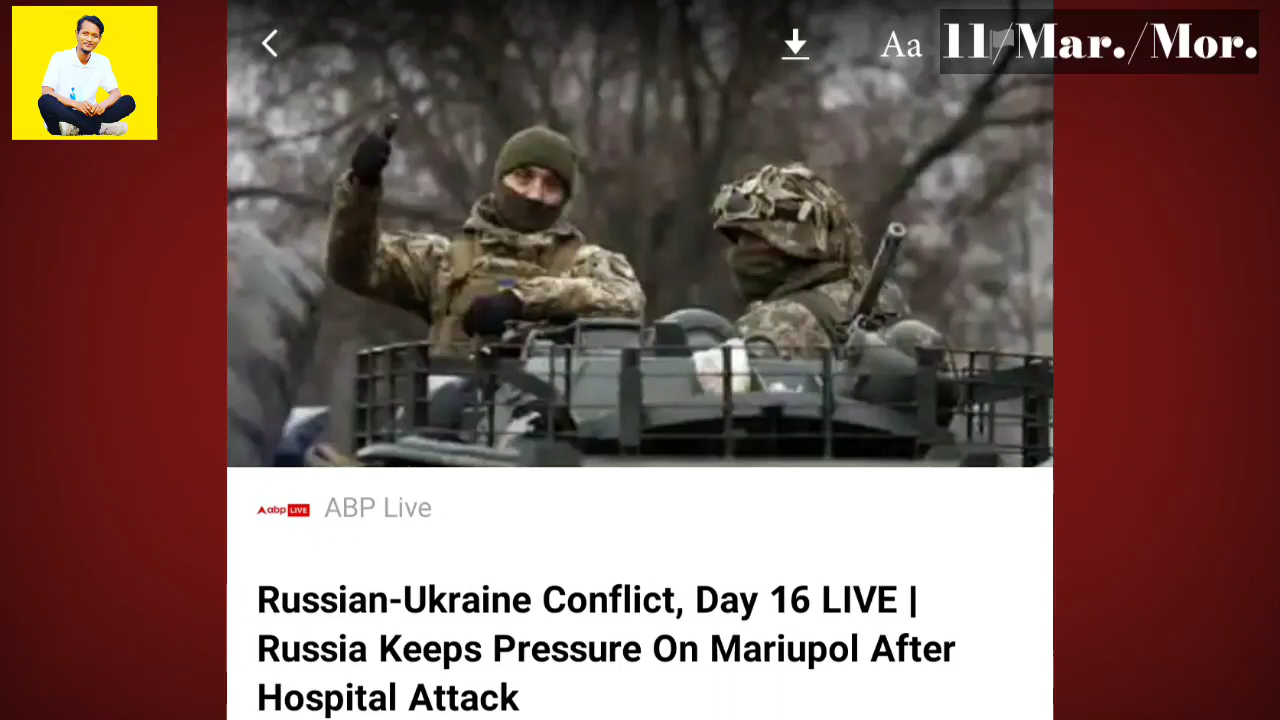 Aa 11/Mar./Mor.
abp LIVE ABP Live
Russian-Ukraine Conflict, Day 16 LIVE |
Russia Keeps Pressure On Mariupol After
Hospital Attack